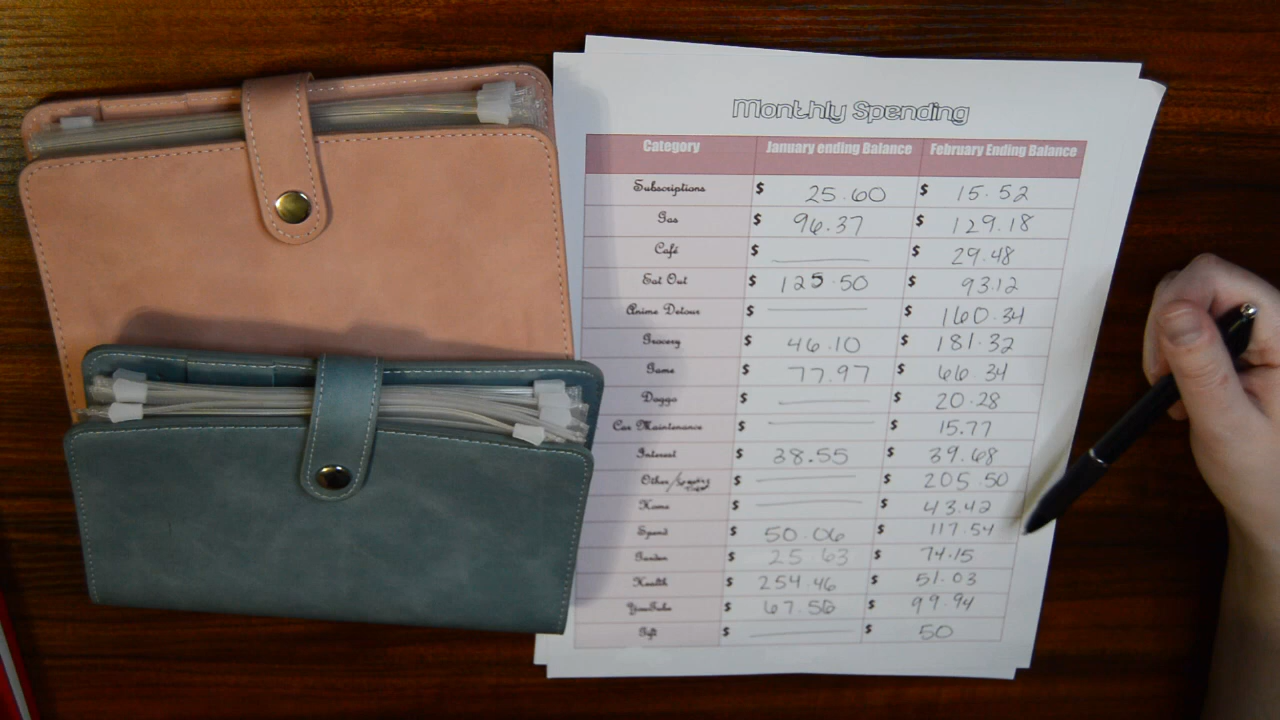 Monthly Spending
Category January ending Balance February Ending Balance
Subscriptions $ 25.60 $ 15.52
Gas $ 96.37 $ 129.18
Café $ $ 29.48
Eat Out $ 125.50 $ 93.12
Anime Detour $ $ 160.34
Grocery $ 46.10 $ 181.32
Game $ 77.97 $ 66.34
Doggo $ $ 20.28
Car Maintenance $ $ 15.77
Interest $ 38.55 $ 39.68
Other/ $ $ 205.50
Home $ $ 43.42
Spend $ 50.06 $ 117.54
Garden $ 25.63 $ 74.15
Health $ 254.46 $ 51.03
YouTube $ 67.56 $ 99.94
Gift $ $ 50